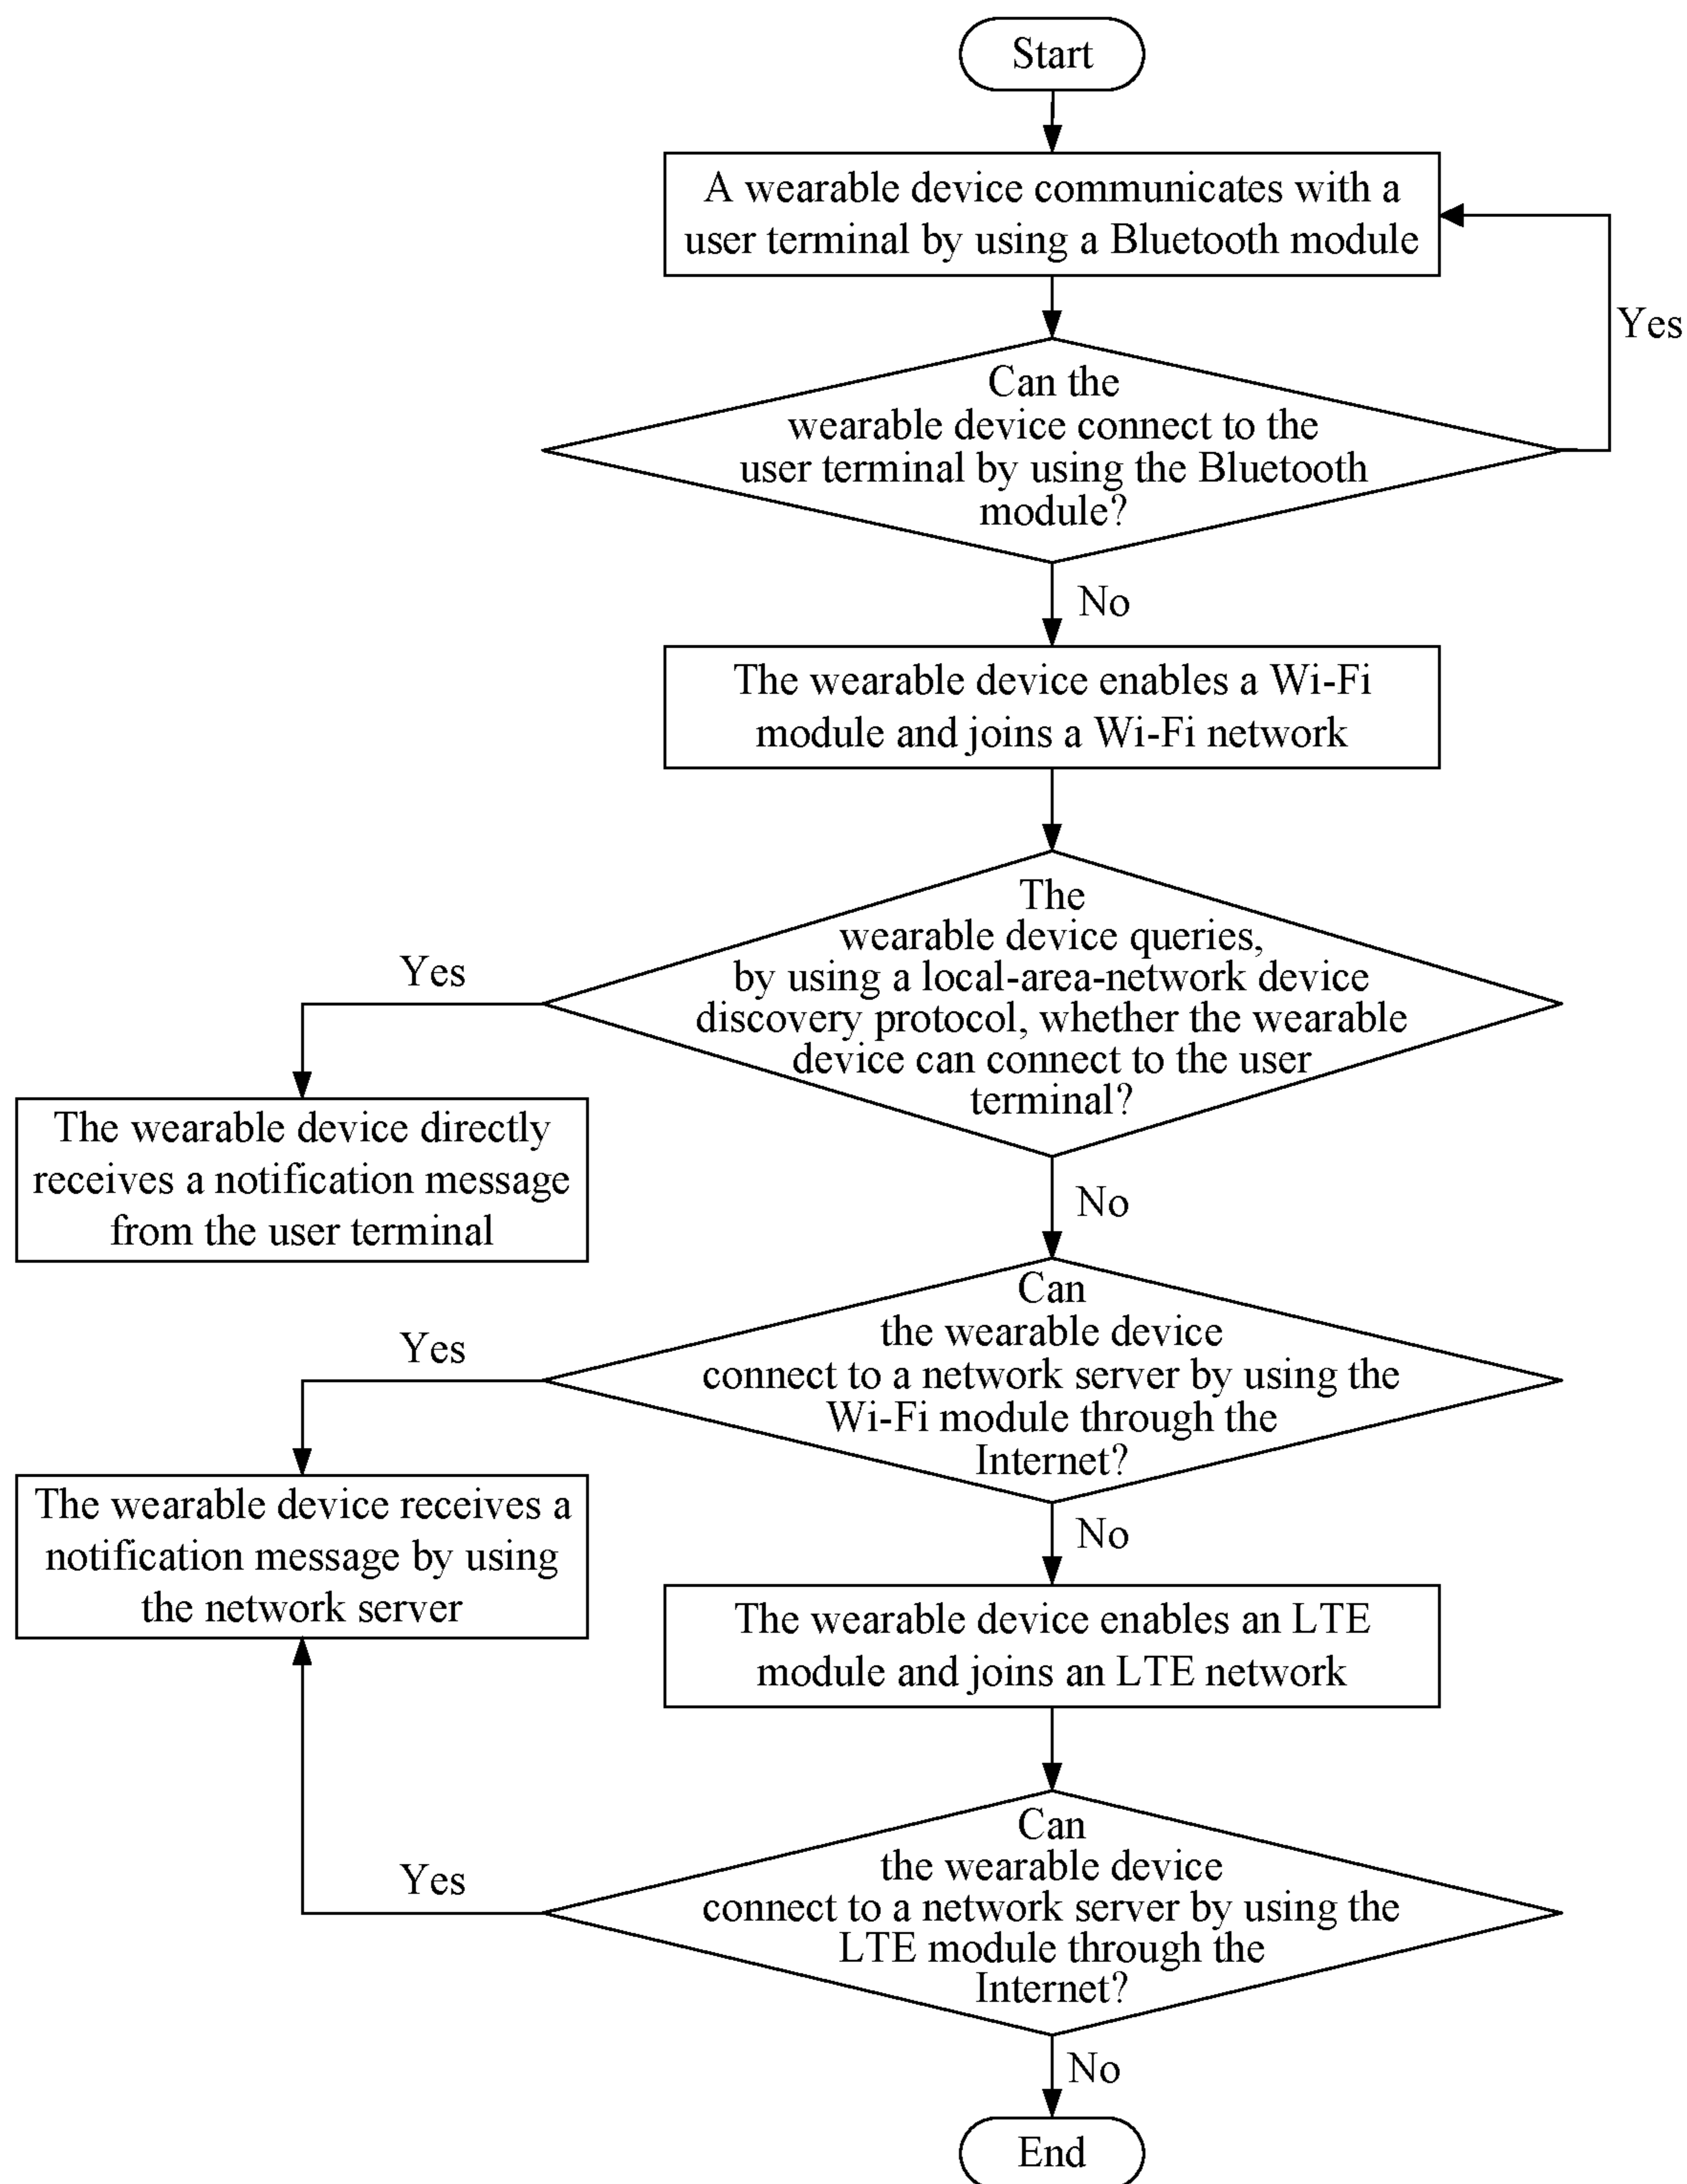 Start
A wearable device communicates with a
user terminal by using a Bluetooth module
Yes
Can the
wearable device connect to the
user terminal by using the Bluetooth
module?
No
The wearable device enables a Wi-Fi
module and joins a Wi-Fi network
The
wearable device queries,
by using a local-area-network device
discovery protocol, whether the wearable
device can connect to the user
terminal?
Yes
The wearable device directly
receives a notification message
from the user terminal
No
Can
the wearable device
connect to a network server by using the
Wi-Fi module through the
Internet?
Yes
The wearable device receives a
notification message by using
the network server
No
The wearable device enables an LTE
module and joins an LTE network
Can
the wearable device
connect to a network server by using the
LTE module through the
Internet?
Yes
No
End